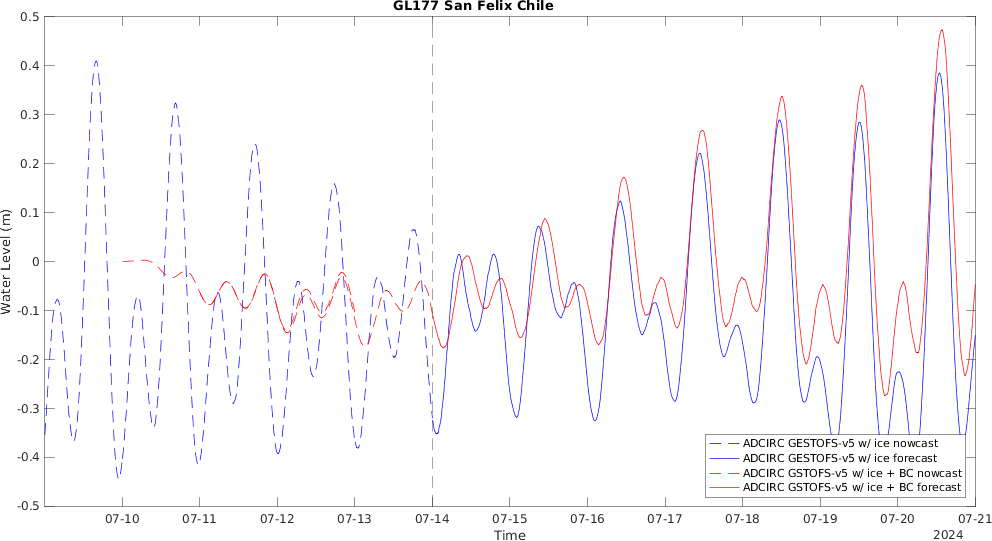 GL177 San Felix Chile
Water Level (m)
0.5
0.4
0.3
0.2
0.1
0
-0.1
-0.2
-0.3
-0.4
-0.5
ADCIRC GESTOFS-v5 w/ ice nowcast
ADCIRC GESTOFS-v5 w/ ice forecast
ADCIRC GSTOFS-v5 w/ ice + BC nowcast
ADCIRC GSTOFS-v5 w/ ice + BC forecast
07-10 07-11 07-12 07-13 07-14 07-15 07-16 07-17 07-18 07-19 07-20 07-21
Time
2024